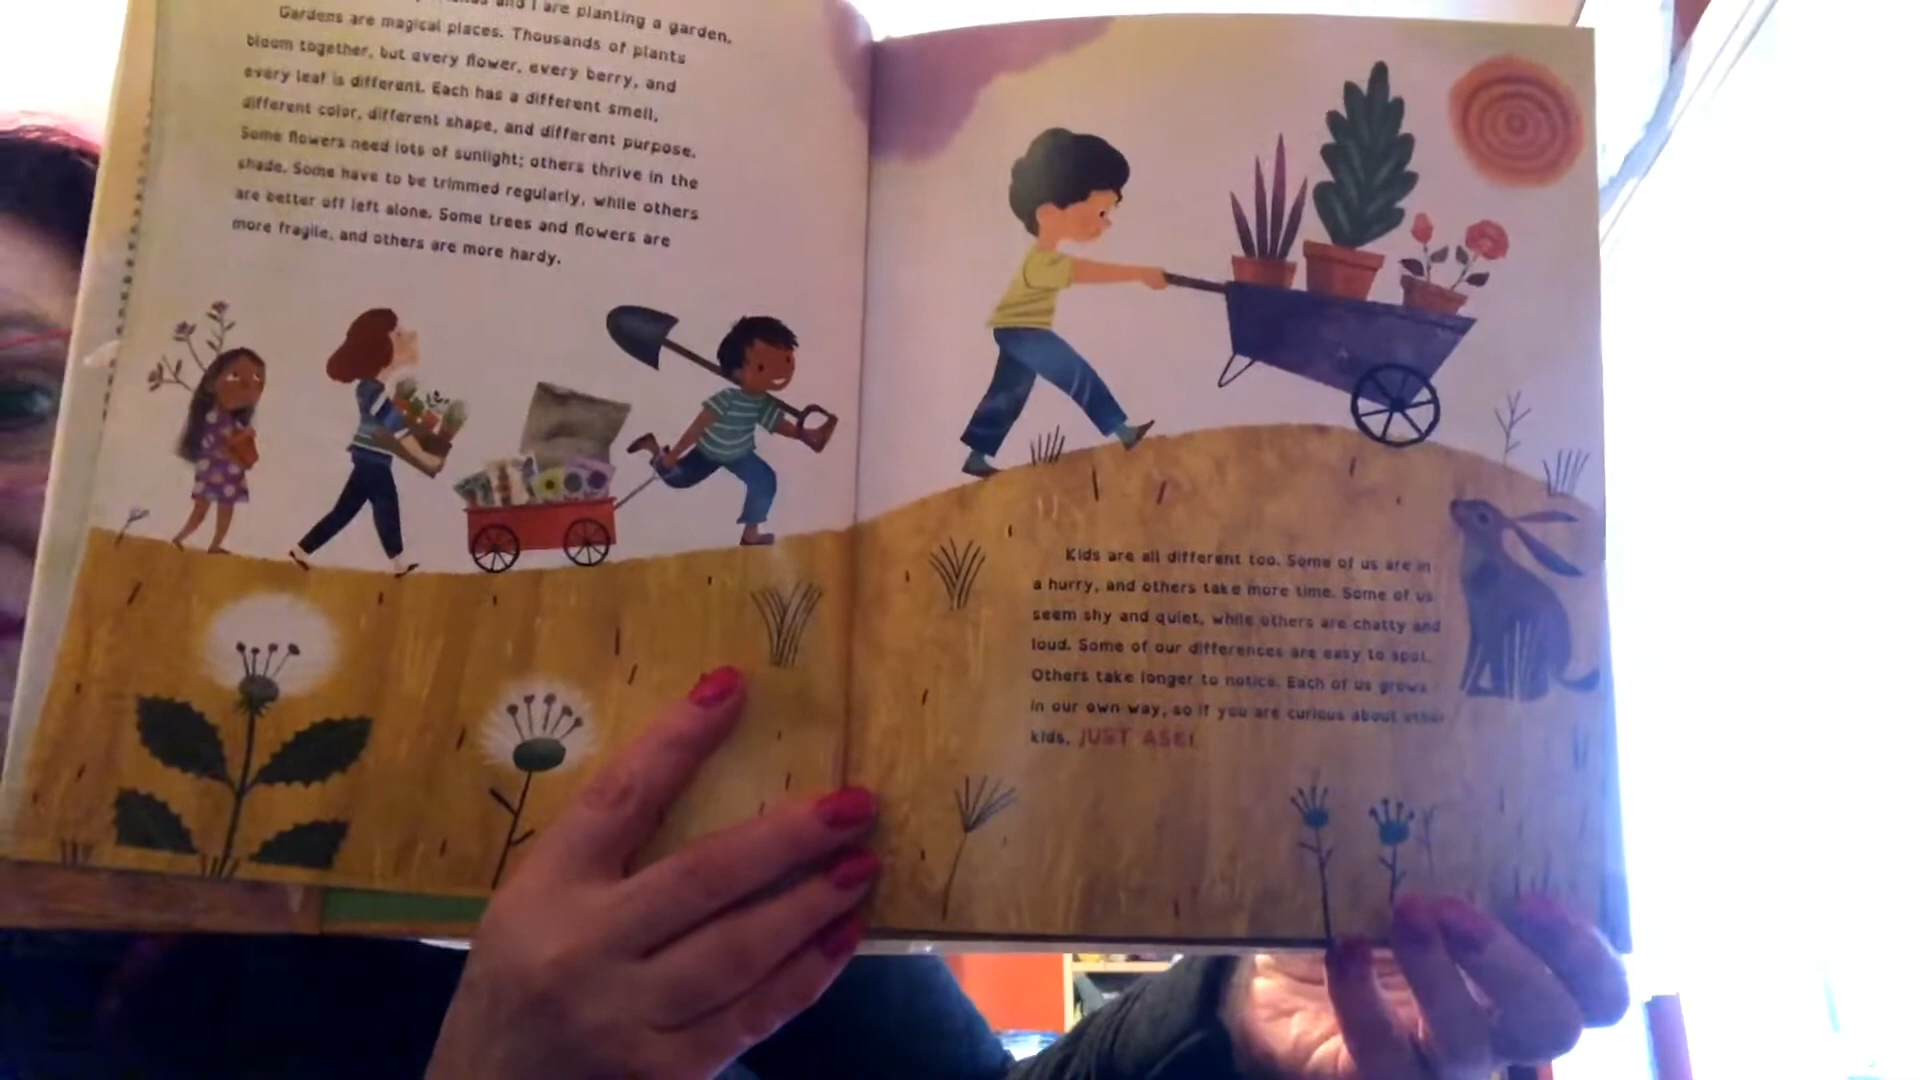 and I are planting a garden.
Gardens are magical places. Thousands of plants
bloom together, but every flower, every berry, and
every leaf is different. Each has a different smell,
different color, different shape, and different purpose.
Some flowers need lots of sunlight; others thrive in the
shade. Some have to be trimmed regularly, while others
are better off left alone. Some trees and flowers are
more fragile, and others are more hardy.
Kids are all different too. Some of us are in
a hurry, and others take more time. Some of us
seem shy and quiet, while others are chatty and
loud. Some of our differences are easy to spot.
Others take longer to notice. Each of us grows
in our own way, so if you are curious about other
kids, JUST ASK!